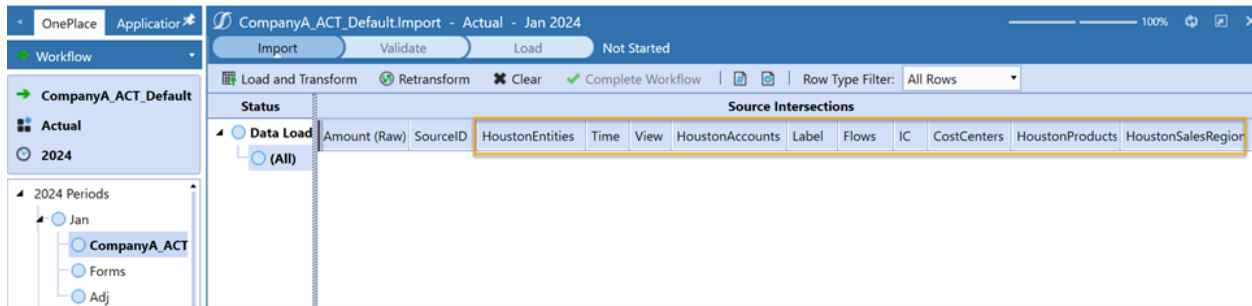 OnePlace Application
CompanyA_ACT_Default.Import - Actual - Jan 2024
100%
Workflow
Import Validate Load Not Started
Load and Transform Retransform Clear Complete Workflow Row Type Filter: All Rows
CompanyA_ACT_Default
Actual
2024
Status Source Intersections
Data Load Amount (Raw) SourceID HoustonEntities Time View HoustonAccounts Label Flows IC CostCenters HoustonProducts HoustonSalesRegion
(All)
2024 Periods
Jan
CompanyA_ACT
Forms
Adj